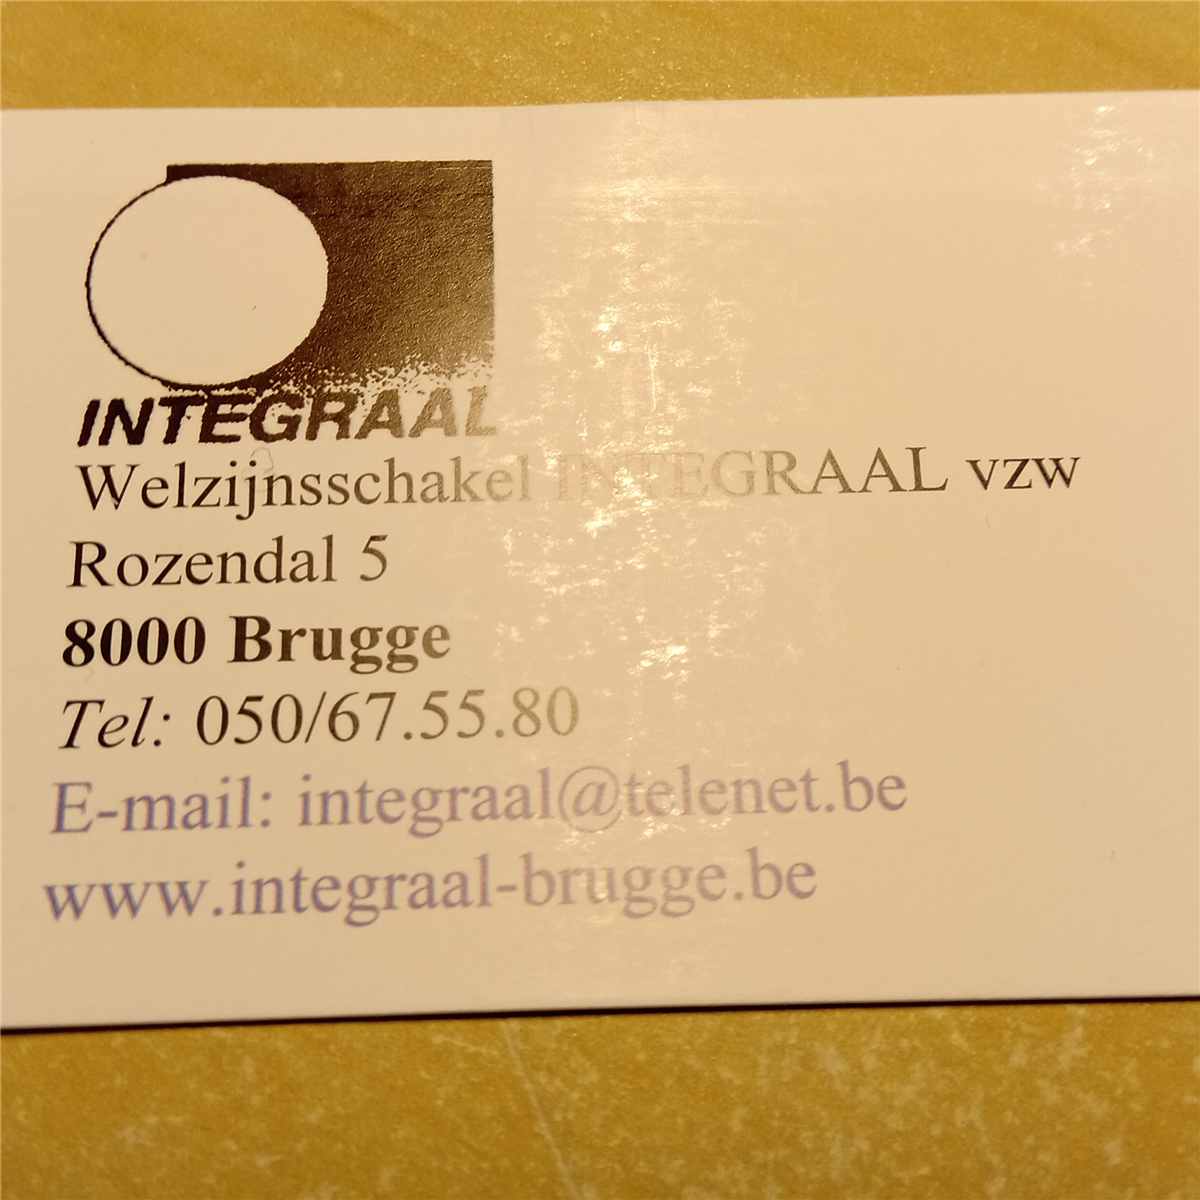 INTEGRAAL
Welzijnsschakel INTEGRAAL vzw
Rozendal 5
8000 Brugge
Tel: 050/67.55.80
E-mail: integraal@telenet.be
www.integraal-brugge.be